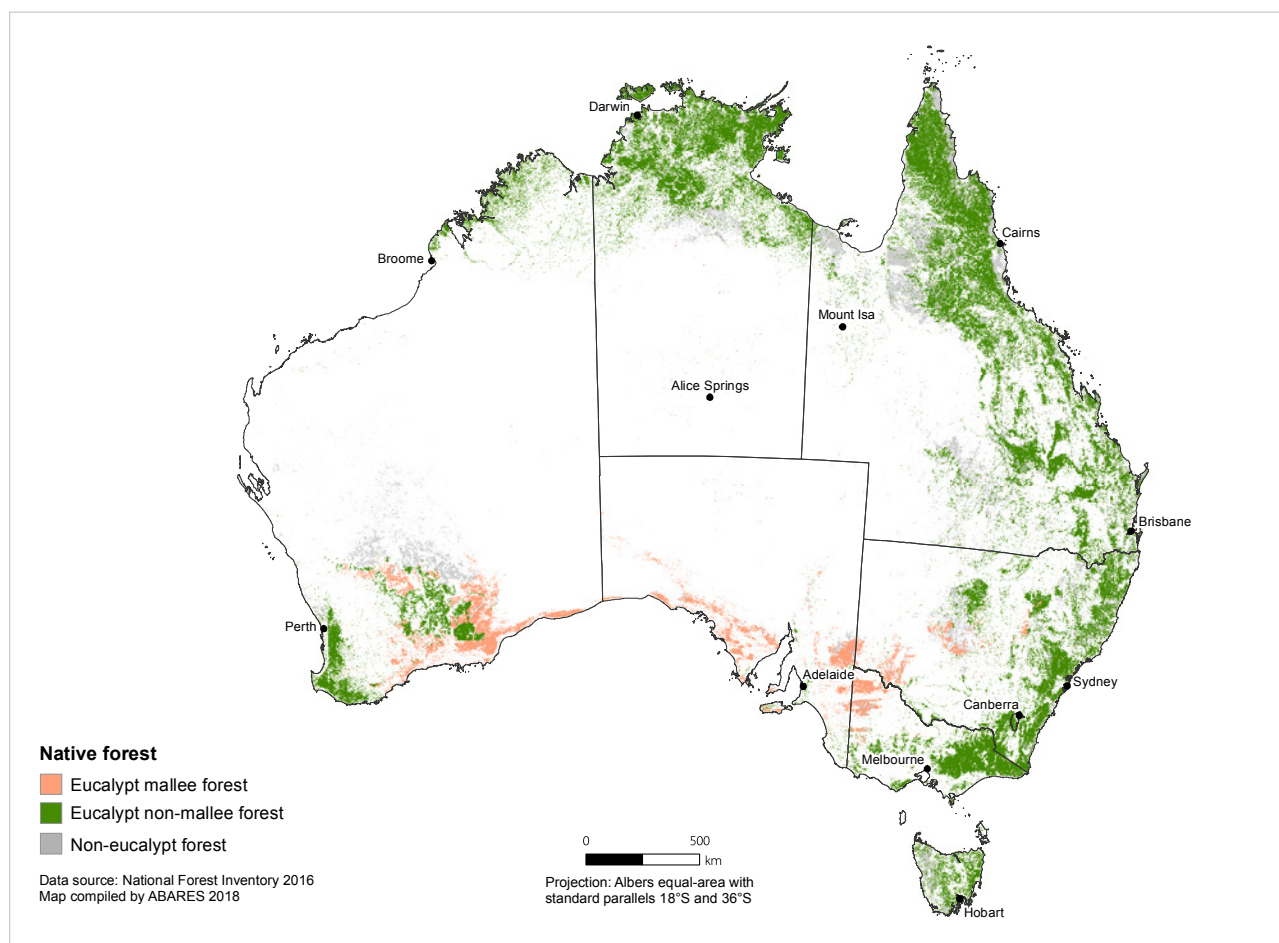 Darwin
Cairns
Broome
Mount Isa
Alice Springs
Brisbane
Perth
Adelaide
Sydney
Canberra
Melbourne
Hobart
Native forest
Eucalypt mallee forest
Eucalypt non-mallee forest
Non-eucalypt forest
Data source: National Forest Inventory 2016
Map compiled by ABARES 2018
0 500
km
Projection: Albers equal-area with
standard parallels 18°S and 36°S